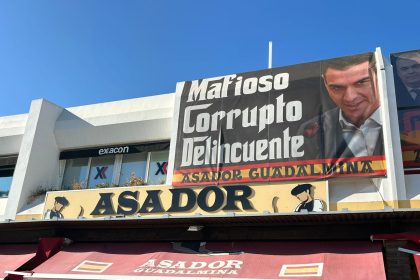 Mafioso
Corrupto
Delincuente
ASADOR GUADALMINA
exacon
ASADOR
ASADOR
GUADALMINA